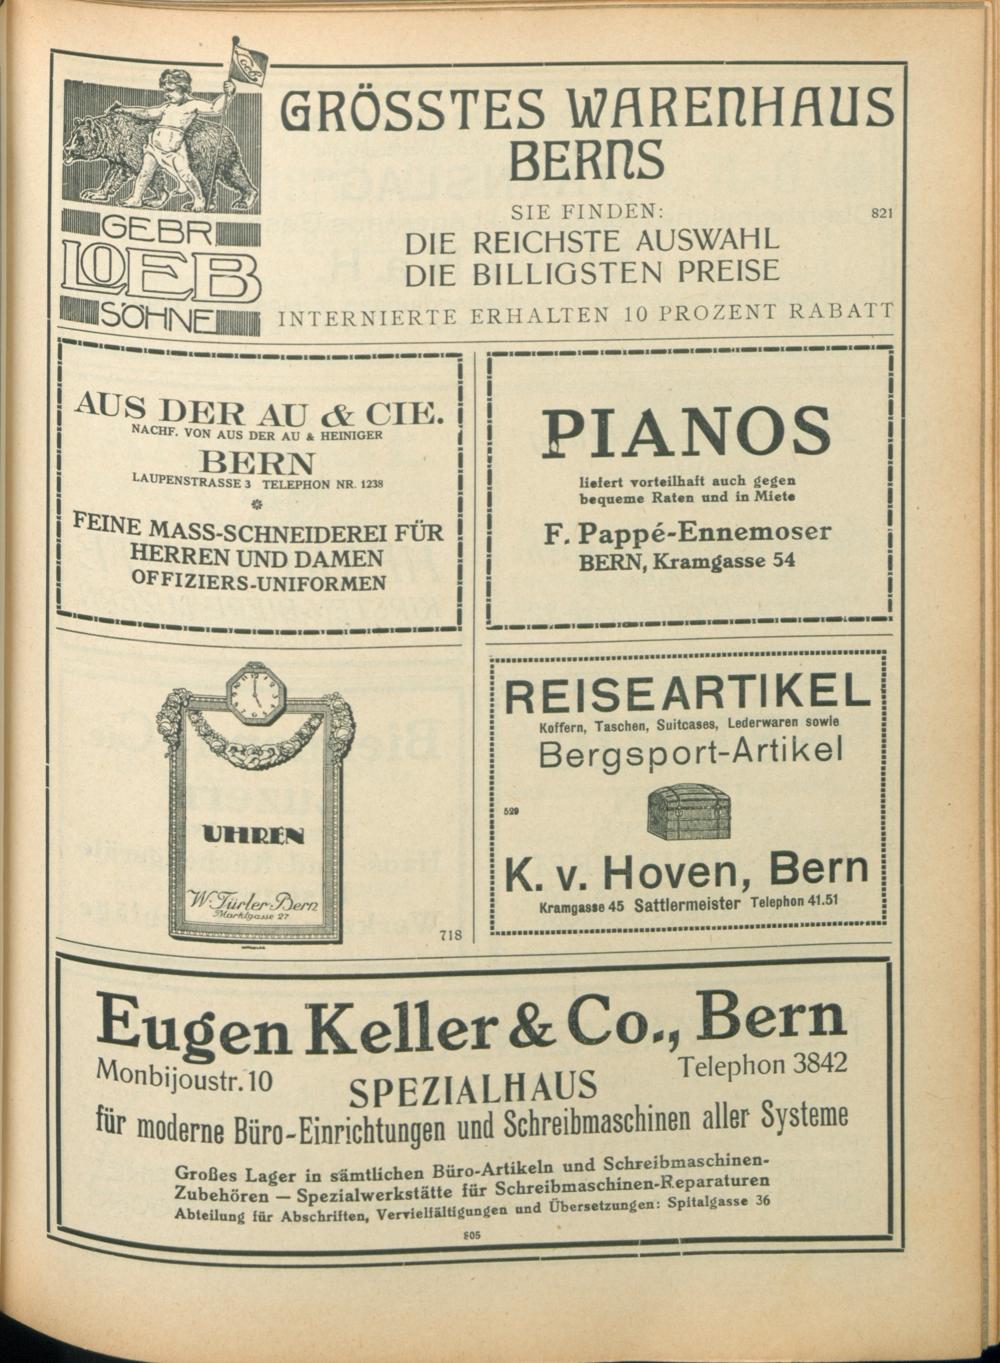 Loeb
GEBR
LOEB
SÖHNE
GRÖSSTES WARENHAUS
BERNS
SIE FINDEN:
821
DIE REICHSTE AUSWAHL
DIE BILLIGSTEN PREISE
INTERNIERTE ERHALTEN 10 PROZENT RABATT
AUS DER AU & CIE.
NACHF. VON AUS DER AU & HEINIGER
BERN
LAUPENSTRASSE 3 TELEPHON NR. 1238
FEINE MASS-SCHNEIDEREI FÜR
HERREN UND DAMEN
OFFIZIERS-UNIFORMEN
PIANOS
liefert vorteilhaft auch gegen
bequeme Raten und in Miete
F. Pappé-Ennemoser
BERN, Kramgasse 54
UHREN
W. Türler Bern
Marktgasse 27
718
REISEARTIKEL
Koffern, Taschen, Suitcases, Lederwaren sowie
Bergsport-Artikel
529
K. v. Hoven, Bern
Kramgasse 45 Sattlermeister Telephon 41.51
Eugen Keller & Co., Bern
Monbijoustr. 10
Telephon 3842
SPEZIALHAUS
für moderne Büro-Einrichtungen und Schreibmaschinen aller Systeme
Großes Lager in sämtlichen Büro-Artikeln und Schreibmaschinen-
Zubehören — Spezialwerkstätte für Schreibmaschinen-Reparaturen
Abteilung für Abschriften, Vervielfältigungen und Übersetzungen: Spitalgasse 36
805